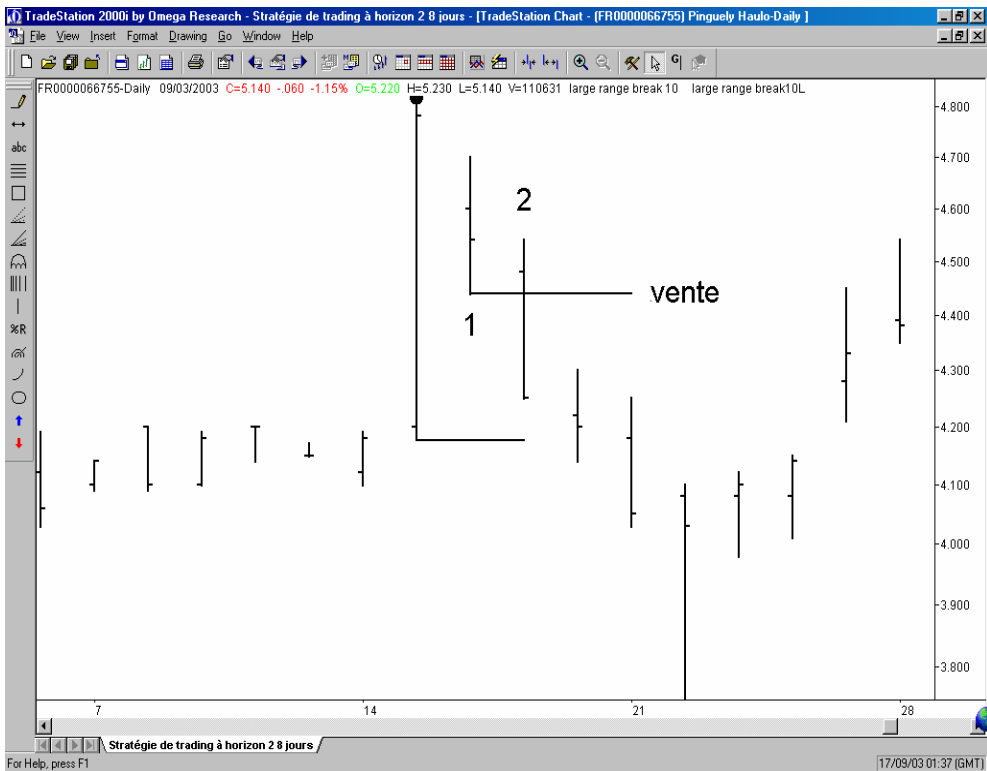 TradeStation 2000i by Omega Research - Stratégie de trading à horizon 2 8 jours - [TradeStation Chart - (FR0000066755) Pinguely Haulo-Daily ]
File View Insert Format Drawing Go Window Help
FR0000066755-Daily 09/03/2003 C=5.140 -.060 -1.15% O=5.220 H=5.230 L=5.140 V=110631 large range break 10 large range break10L
abc
%R
4.800
4.700
2
4.600
4.500
vente
1
4.400
4.300
4.200
4.100
4.000
3.900
3.800
7 14 21 28
Stratégie de trading à horizon 2 8 jours
For Help, press F1 17/09/03 01:37 (GMT)